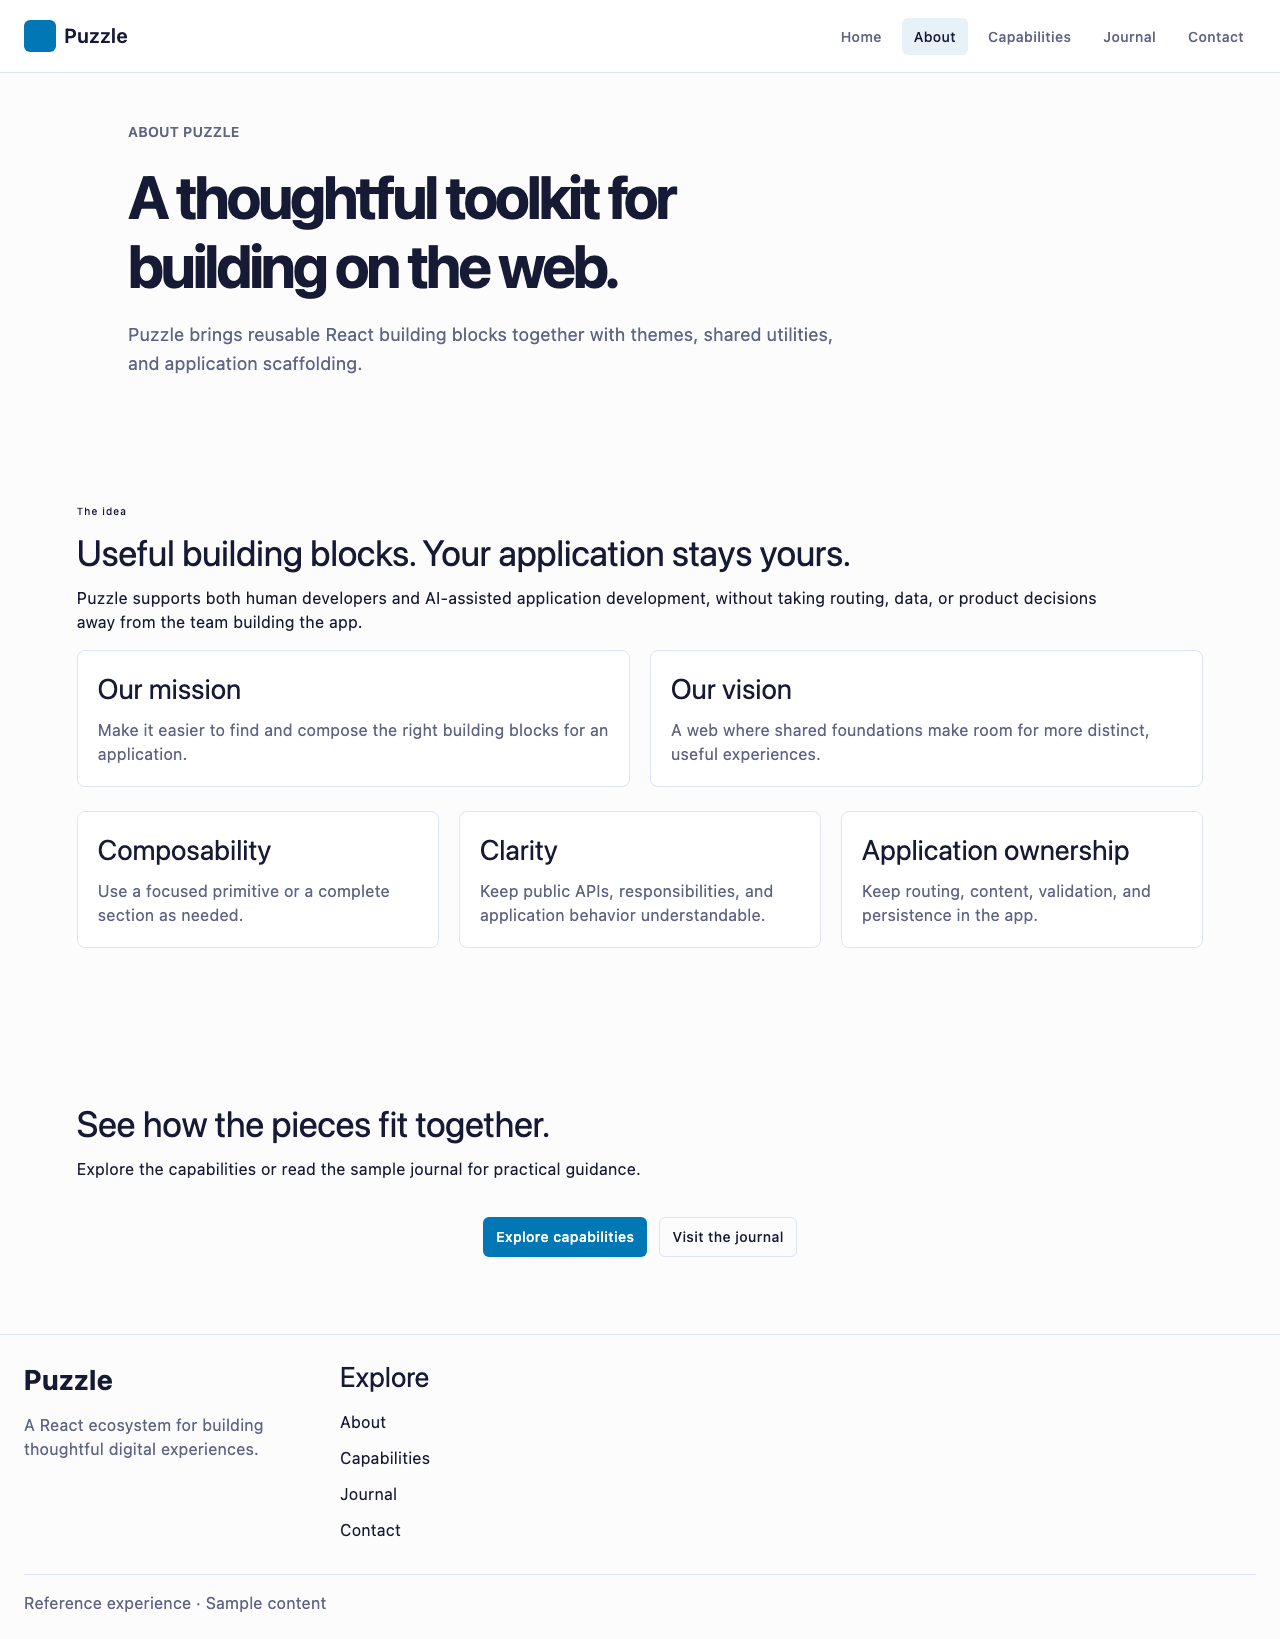 Puzzle
Home
About
Capabilities
Journal
Contact
ABOUT PUZZLE
A thoughtful toolkit for
building on the web.
Puzzle brings reusable React building blocks together with themes, shared utilities,
and application scaffolding.
The idea
Useful building blocks. Your application stays yours.
Puzzle supports both human developers and AI-assisted application development, without taking routing, data, or product decisions
away from the team building the app.
Our mission
Make it easier to find and compose the right building blocks for an
application.
Our vision
A web where shared foundations make room for more distinct,
useful experiences.
Composability
Use a focused primitive or a complete
section as needed.
Clarity
Keep public APIs, responsibilities, and
application behavior understandable.
Application ownership
Keep routing, content, validation, and
persistence in the app.
See how the pieces fit together.
Explore the capabilities or read the sample journal for practical guidance.
Explore capabilities
Visit the journal
Puzzle
A React ecosystem for building
thoughtful digital experiences.
Explore
About
Capabilities
Journal
Contact
Reference experience · Sample content